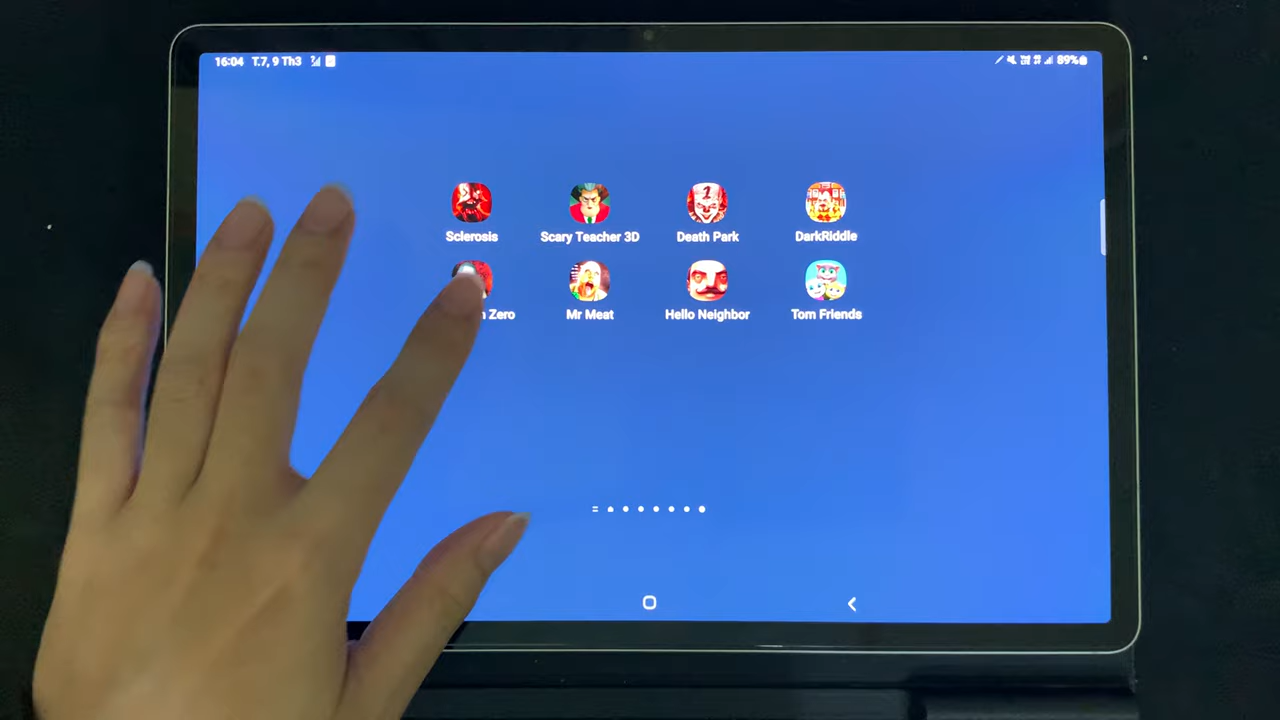 16:04 T.7, 9 Th3
89%
Sclerosis
Scary Teacher 3D
Death Park
DarkRiddle
n Zero
Mr Meat
Hello Neighbor
Tom Friends